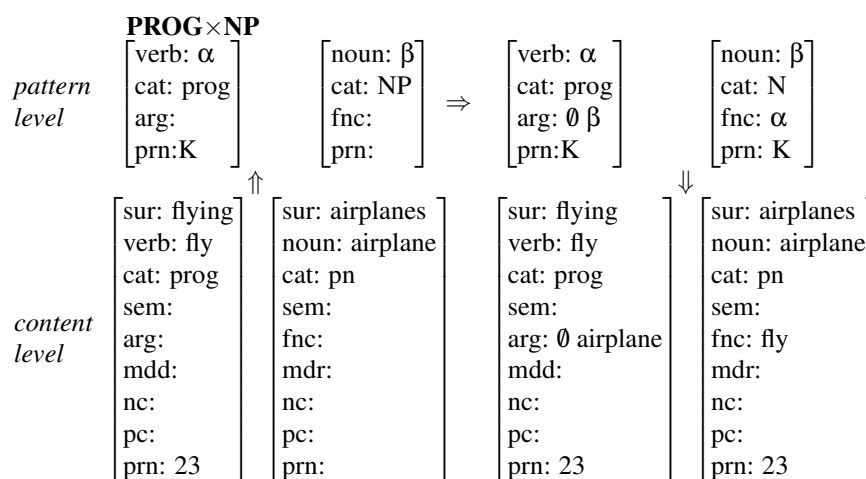 PROG×NP
verb: α noun: β verb: α noun: β
pattern cat: prog cat: NP ⇒ cat: prog cat: N
level arg: fnc: arg: ∅ β fnc: α
prn:K prn: prn:K prn: K
⇑ ⇓
sur: flying sur: airplanes sur: flying sur: airplanes
verb: fly noun: airplane verb: fly noun: airplane
cat: prog cat: pn cat: prog cat: pn
sem: sem: sem: sem:
content arg: fnc: arg: ∅ airplane fnc: fly
level mdd: mdr: mdd: mdr:
nc: nc: nc: nc:
pc: pc: pc: pc:
prn: 23 prn: prn: 23 prn: 23